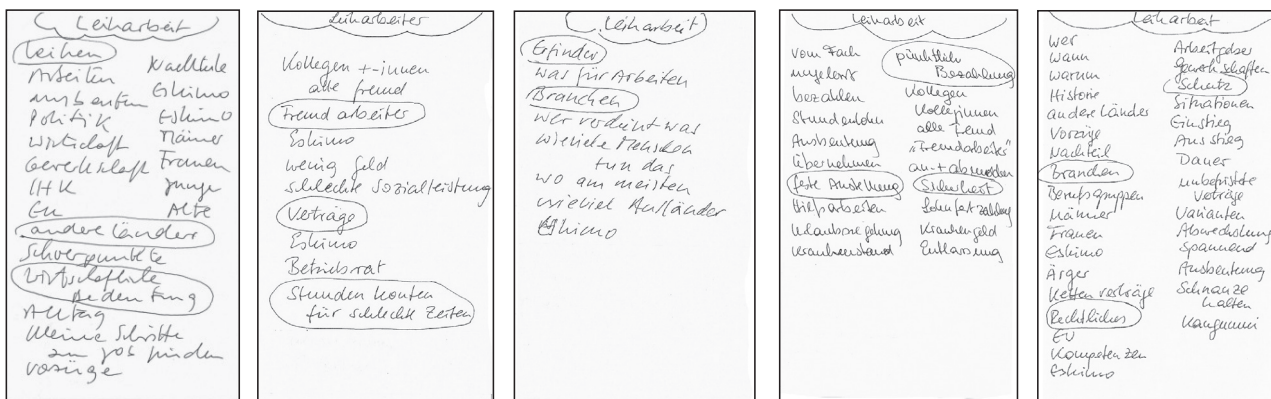 Leiharbeit
Leihen
Arbeiten
ausbeuten
Politik
Wirtschaft
Gewerkschaft
IHK
EU
andere Länder
Schwerpunkte
Wirtschaftliche
Bedeutung
Alltag
kleine Schritte
zum Job finden
Vorzüge
Nachteile
Eskimo
Eskimo
Männer
Frauen
Junge
Alte
Leiharbeiter
Kollegen +-innen
alle fremd
Fremdarbeiter
Eskimo
wenig Geld
schlechte Sozialleistung
Verträge
Eskimo
Betriebsrat
Stundenkonten
für schlechte Zeiten
Leiharbeit
Erfinder
was für Arbeiten
Branchen
wer verdient was
wieviele Menschen
tun das
wo am meisten
wieviel Ausländer
Eskimo
Leiharbeit
vom Fach
ungelernt
bezahlen
Stundenlohn
Ausbeutung
übernehmen
feste Anstellung
Hilfsarbeiten
Urlaubsregelung
Krankenstand
pünktlich
Bezahlung
Kollegen
Kolleginnen
alle fremd
"Fremdarbeiter"
an-+abmelden
Sicherheit
Lohnfortzahlung
Krankengeld
Entlassung
Leiharbeit
wer
wann
warum
Historie
andere Länder
Vorzüge
Nachteil
Branchen
Berufsgruppen
Männer
Frauen
Eskimo
Ärger
Kettenverträge
Rechtliches
EU
Kompetenzen
Eskimo
Arbeitgeber
Gewerkschaften
Schutz
Situationen
Einstieg
Ausstieg
Dauer
unbefristete
Verträge
Varianten
Abwechslung
spannend
Ausbeutung
Schnauze
halten